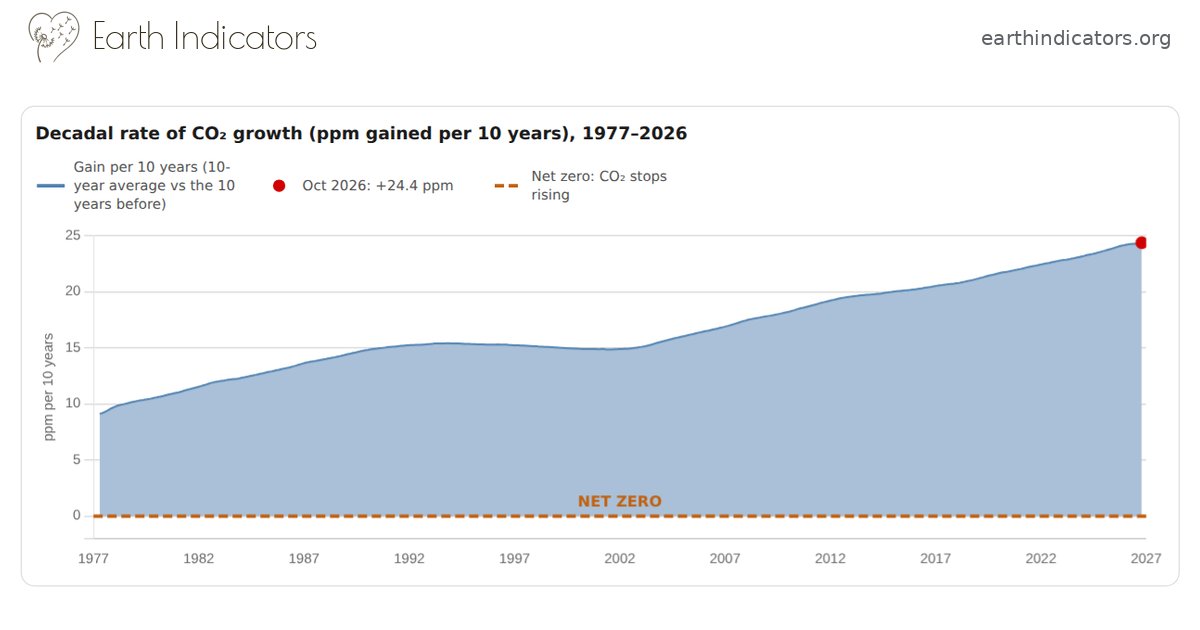 Earth Indicators
earthindicators.org
Decadal rate of CO₂ growth (ppm gained per 10 years), 1977–2026
Gain per 10 years (10-
year average vs the 10
years before)
Oct 2026: +24.4 ppm
Net zero: CO₂ stops
rising
25
20
15
10
5
0
ppm per 10 years
NET ZERO
1977 1982 1987 1992 1997 2002 2007 2012 2017 2022 2027